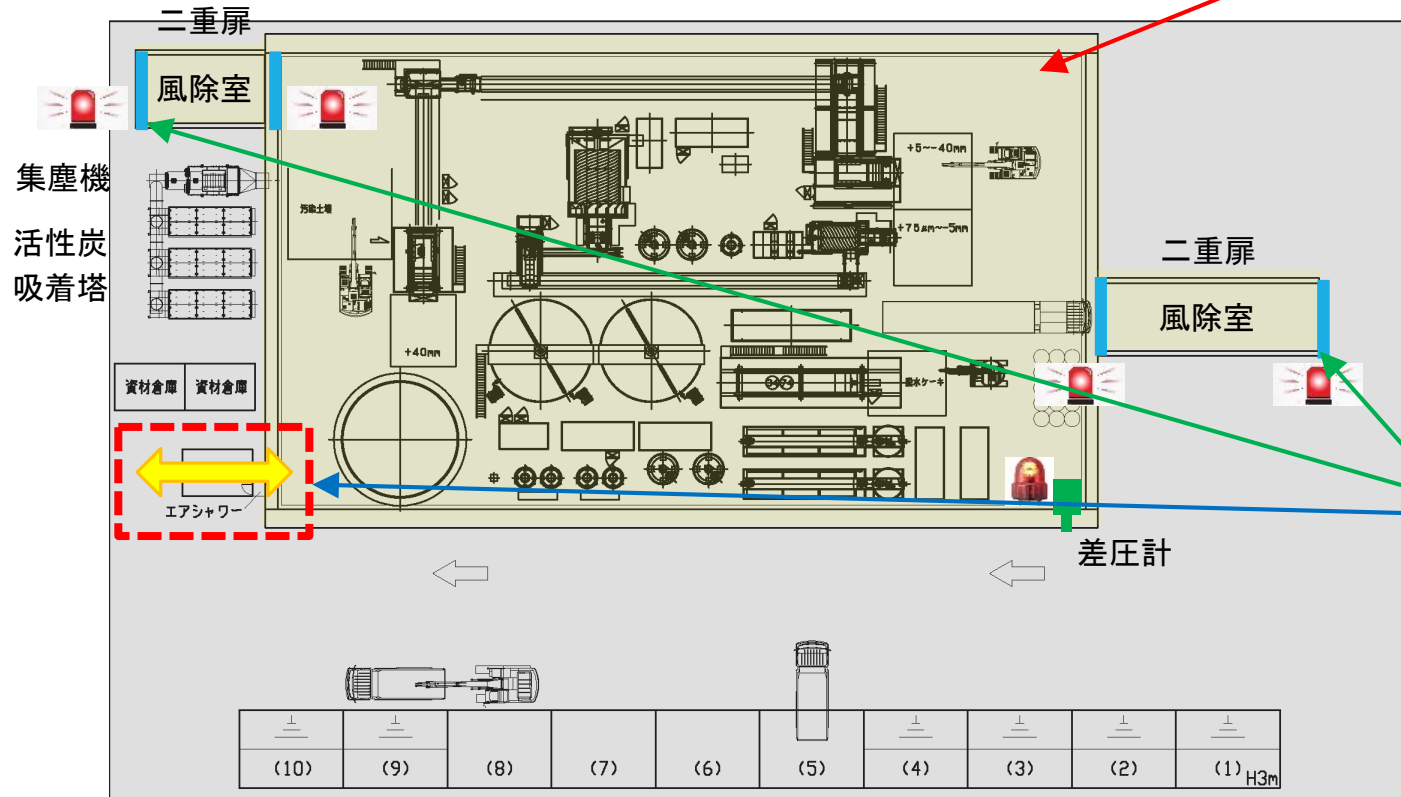 二重扉
風除室
集塵機
活性炭
吸着塔
汚染土壌
+40mm
+5~-40mm
+75μm~-5mm
二重扉
風除室
脱水ケーキ
資材倉庫
資材倉庫
エアシャワー
差圧計
(10)
(9)
(8)
(7)
(6)
(5)
(4)
(3)
(2)
(1)
H3m